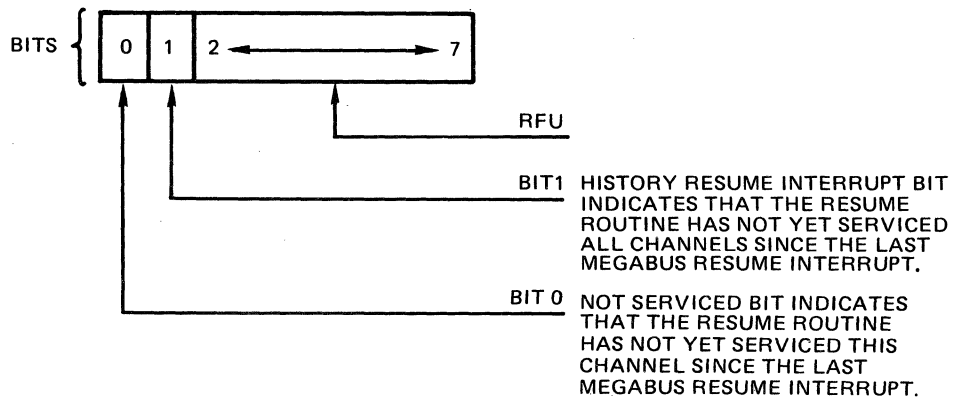 BITS { 0 1 2 7
RFU
BIT1 HISTORY RESUME INTERRUPT BIT
INDICATES THAT THE RESUME
ROUTINE HAS NOT YET SERVICED
ALL CHANNELS SINCE THE LAST
MEGABUS RESUME INTERRUPT.
BIT 0 NOT SERVICED BIT INDICATES
THAT THE RESUME ROUTINE
HAS NOT YET SERVICED THIS
CHANNEL SINCE THE LAST
MEGABUS RESUME INTERRUPT.